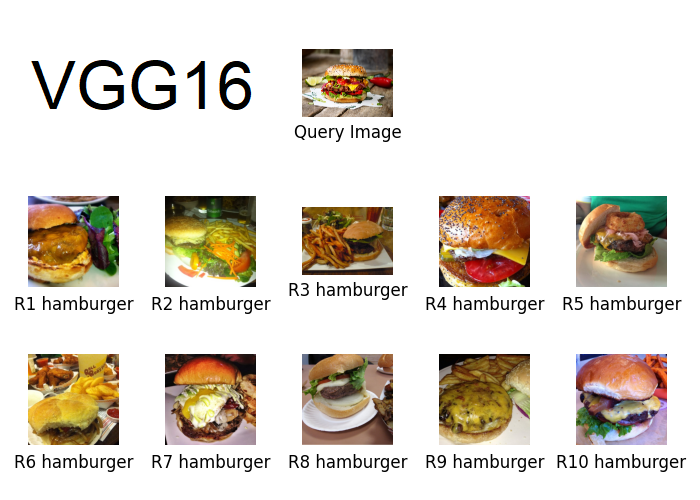 VGG16
Query Image
R1 hamburger
R2 hamburger
R3 hamburger
R4 hamburger
R5 hamburger
R6 hamburger
R7 hamburger
R8 hamburger
R9 hamburger
R10 hamburger